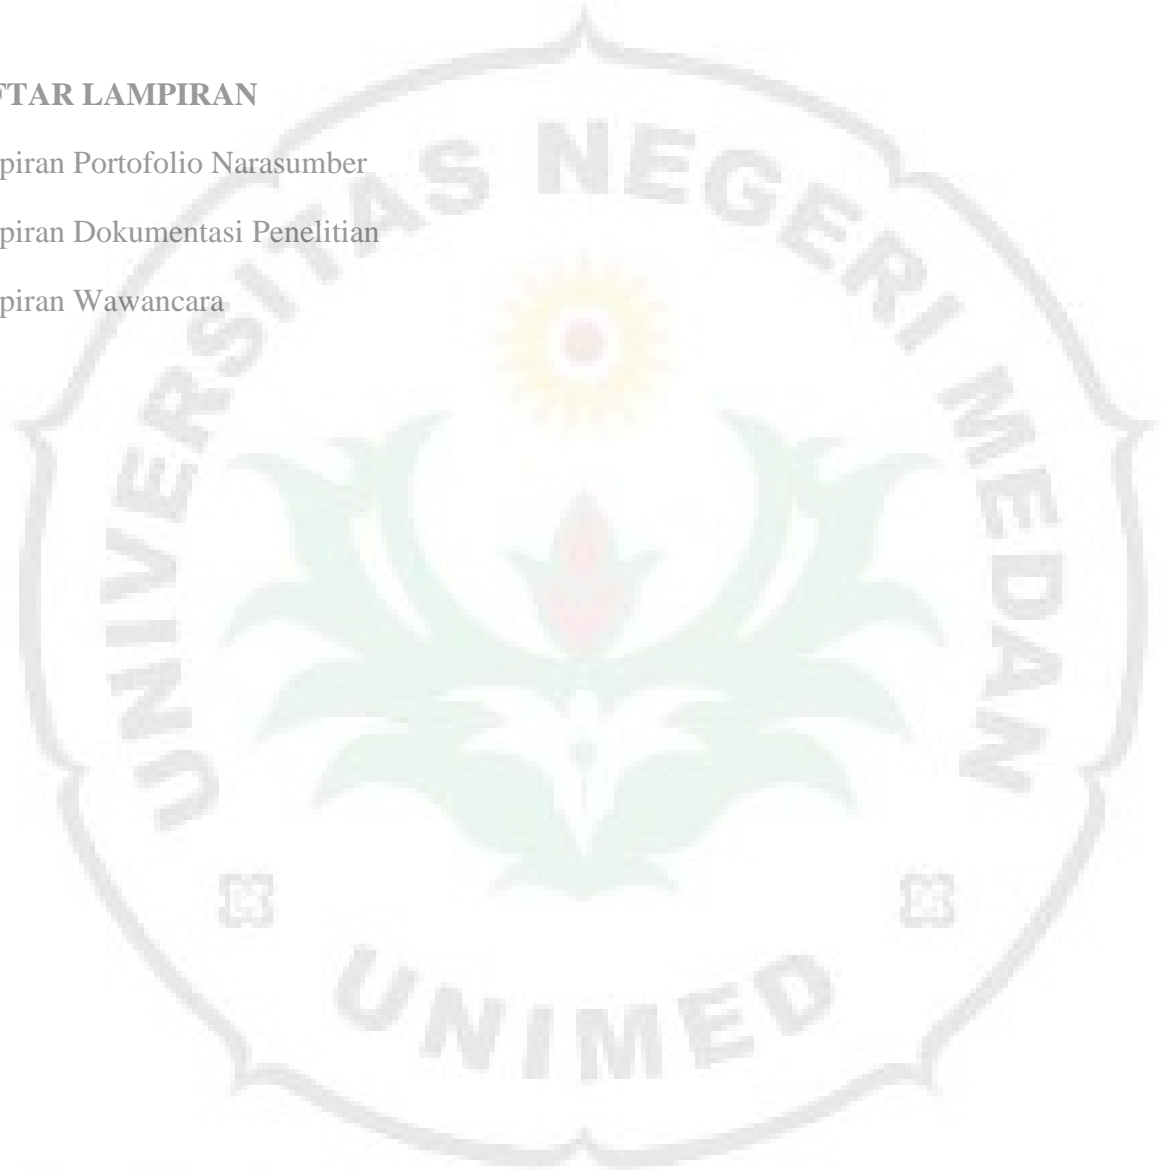 FTAR LAMPIRAN
piran Portofolio Narasumber
piran Dokumentasi Penelitian
piran Wawancara
UNIVERSITAS NEGERI MEDAN
UNIMED